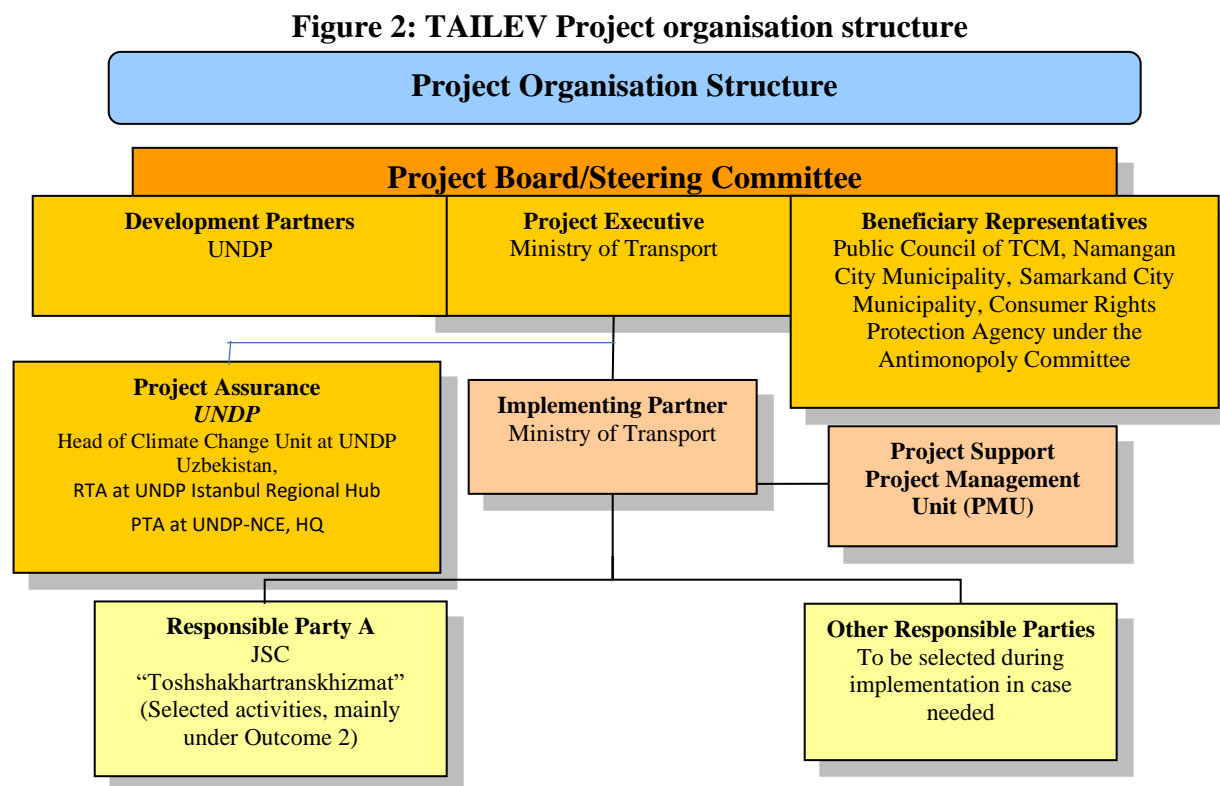 Figure 2: TAILEV Project organisation structure
Project Organisation Structure
Project Board/Steering Committee
Development Partners
UNDP
Project Executive
Ministry of Transport
Beneficiary Representatives
Public Council of TCM, Namangan
City Municipality, Samarkand City
Municipality, Consumer Rights
Protection Agency under the
Antimonopoly Committee
Project Assurance
UNDP
Head of Climate Change Unit at UNDP
Uzbekistan,
RTA at UNDP Istanbul Regional Hub
PTA at UNDP-NCE, HQ
Implementing Partner
Ministry of Transport
Project Support
Project Management
Unit (PMU)
Responsible Party A
JSC
“Toshshakhartranskhizmat”
(Selected activities, mainly
under Outcome 2)
Other Responsible Parties
To be selected during
implementation in case
needed